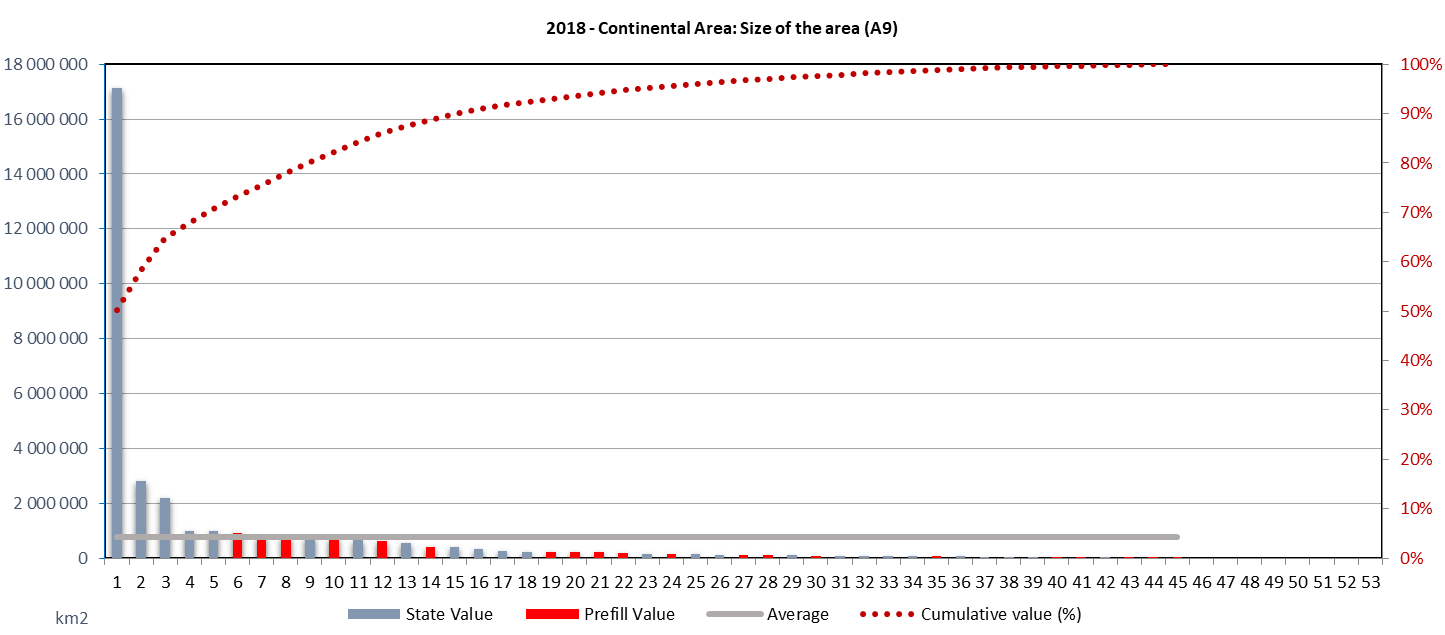 2018 - Continental Area: Size of the area (A9)
18 000 000
16 000 000
14 000 000
12 000 000
10 000 000
8 000 000
6 000 000
4 000 000
2 000 000
0
100%
90%
80%
70%
60%
50%
40%
30%
20%
10%
0%
1 2 3 4 5 6 7 8 9 10 11 12 13 14 15 16 17 18 19 20 21 22 23 24 25 26 27 28 29 30 31 32 33 34 35 36 37 38 39 40 41 42 43 44 45 47 48 49 50 51 52 53
km2
State Value Prefill Value Average Cumulative value (%)